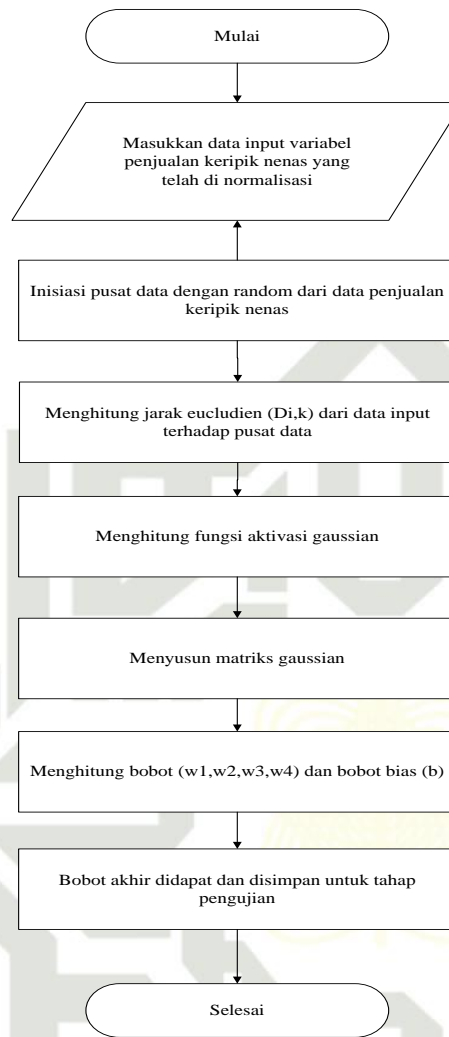 Mulai
Masukkan data input variabel
penjualan keripik nenas yang
telah di normalisasi
Inisiasi pusat data dengan random dari data penjualan
keripik nenas
Menghitung jarak eucludien (Di,k) dari data input
terhadap pusat data
Menghitung fungsi aktivasi gaussian
Menyusun matriks gaussian
Menghitung bobot (w1,w2,w3,w4) dan bobot bias (b)
Bobot akhir didapat dan disimpan untuk tahap
pengujian
Selesai